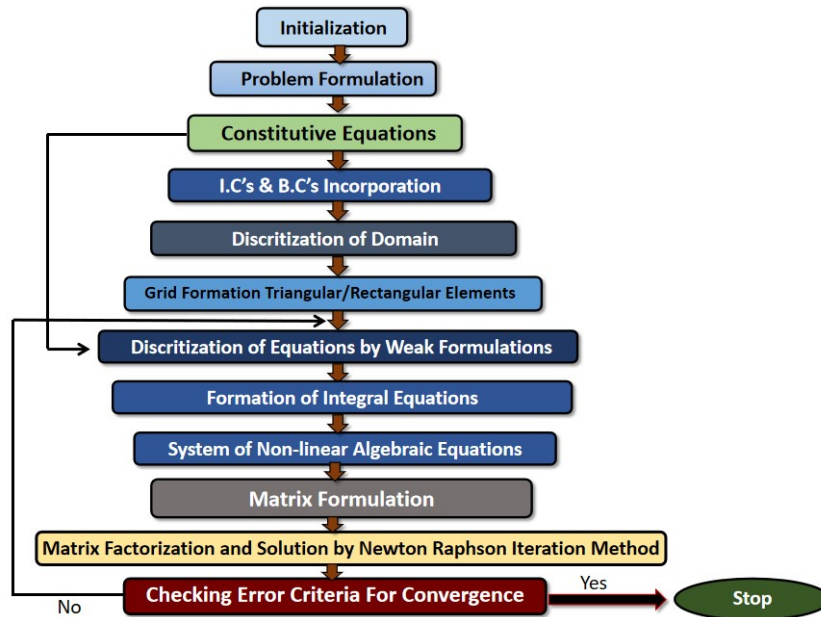 Initialization
Problem Formulation
Constitutive Equations
I.C's & B.C's Incorporation
Discritization of Domain
Grid Formation Triangular/Rectangular Elements
Discritization of Equations by Weak Formulations
Formation of Integral Equations
System of Non-linear Algebraic Equations
Matrix Formulation
Matrix Factorization and Solution by Newton Raphson Iteration Method
Checking Error Criteria For Convergence
Yes
Stop
No